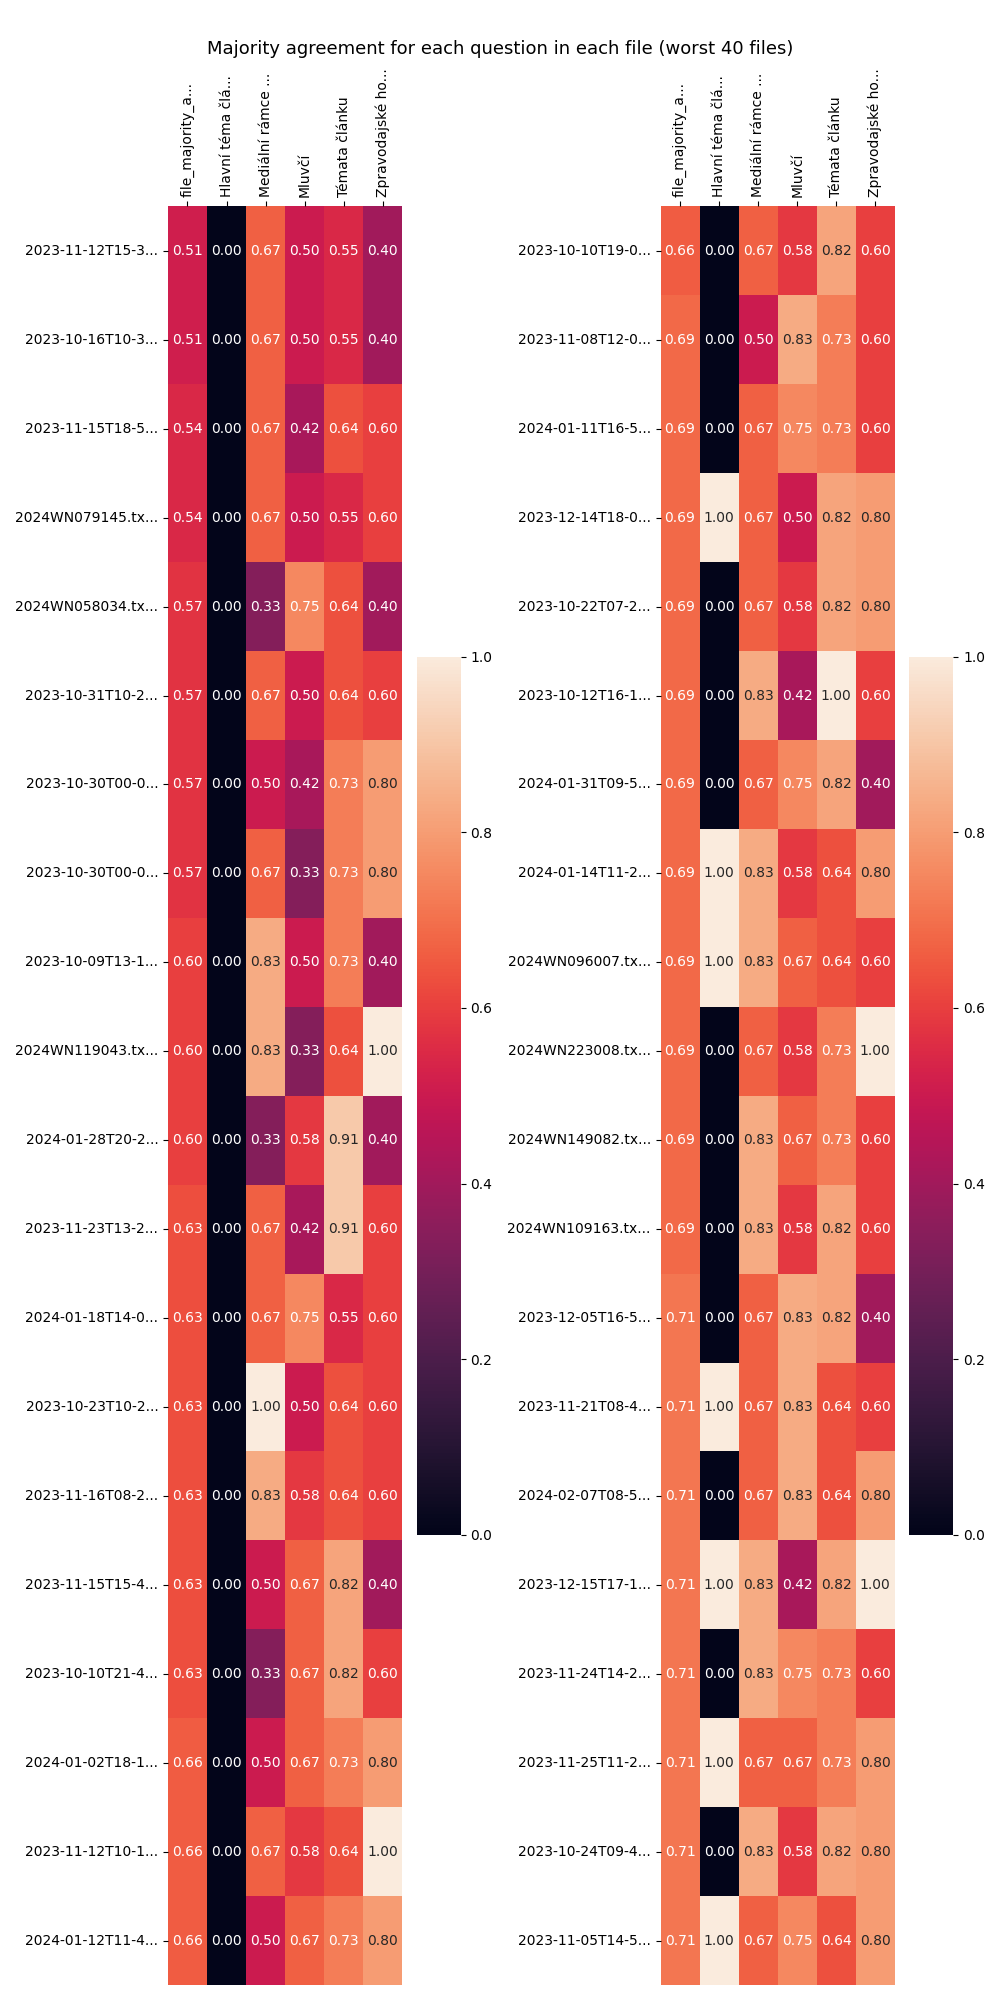 Majority agreement for each question in each file (worst 40 files)
file_majority_a... Hlavní téma člá... Mediální rámce ... Mluvčí Témata článku Zpravodajské ho...
2023-11-12T15-3... 0.51 0.00 0.67 0.50 0.55 0.40
2023-10-16T10-3... 0.51 0.00 0.67 0.50 0.55 0.40
2023-11-15T18-5... 0.54 0.00 0.67 0.42 0.64 0.60
2024WN079145.tx... 0.54 0.00 0.67 0.50 0.55 0.60
2024WN058034.tx... 0.57 0.00 0.33 0.75 0.64 0.40
2023-10-31T10-2... 0.57 0.00 0.67 0.50 0.64 0.60
2023-10-30T00-0... 0.57 0.00 0.50 0.42 0.73 0.80
2023-10-30T00-0... 0.57 0.00 0.67 0.33 0.73 0.80
2023-10-09T13-1... 0.60 0.00 0.83 0.50 0.73 0.40
2024WN119043.tx... 0.60 0.00 0.83 0.33 0.64 1.00
2024-01-28T20-2... 0.60 0.00 0.33 0.58 0.91 0.40
2023-11-23T13-2... 0.63 0.00 0.67 0.42 0.91 0.60
2024-01-18T14-0... 0.63 0.00 0.67 0.75 0.55 0.60
2023-10-23T10-2... 0.63 0.00 1.00 0.50 0.64 0.60
2023-11-16T08-2... 0.63 0.00 0.83 0.58 0.64 0.60
2023-11-15T15-4... 0.63 0.00 0.50 0.67 0.82 0.40
2023-10-10T21-4... 0.63 0.00 0.33 0.67 0.82 0.60
2024-01-02T18-1... 0.66 0.00 0.50 0.67 0.73 0.80
2023-11-12T10-1... 0.66 0.00 0.67 0.58 0.64 1.00
2024-01-12T11-4... 0.66 0.00 0.50 0.67 0.73 0.80
1.0
0.8
0.6
0.4
0.2
0.0
file_majority_a... Hlavní téma člá... Mediální rámce ... Mluvčí Témata článku Zpravodajské ho...
2023-10-10T19-0... 0.66 0.00 0.67 0.58 0.82 0.60
2023-11-08T12-0... 0.69 0.00 0.50 0.83 0.73 0.60
2024-01-11T16-5... 0.69 0.00 0.67 0.75 0.73 0.60
2023-12-14T18-0... 0.69 1.00 0.67 0.50 0.82 0.80
2023-10-22T07-2... 0.69 0.00 0.67 0.58 0.82 0.80
2023-10-12T16-1... 0.69 0.00 0.83 0.42 1.00 0.60
2024-01-31T09-5... 0.69 0.00 0.67 0.75 0.82 0.40
2024-01-14T11-2... 0.69 1.00 0.83 0.58 0.64 0.80
2024WN096007.tx... 0.69 1.00 0.83 0.67 0.64 0.60
2024WN223008.tx... 0.69 0.00 0.67 0.58 0.73 1.00
2024WN149082.tx... 0.69 0.00 0.83 0.67 0.73 0.60
2024WN109163.tx... 0.69 0.00 0.83 0.58 0.82 0.60
2023-12-05T16-5... 0.71 0.00 0.67 0.83 0.82 0.40
2023-11-21T08-4... 0.71 1.00 0.67 0.83 0.64 0.60
2024-02-07T08-5... 0.71 0.00 0.67 0.83 0.64 0.80
2023-12-15T17-1... 0.71 1.00 0.83 0.42 0.82 1.00
2023-11-24T14-2... 0.71 0.00 0.83 0.75 0.73 0.60
2023-11-25T11-2... 0.71 1.00 0.67 0.67 0.73 0.80
2023-10-24T09-4... 0.71 0.00 0.83 0.58 0.82 0.80
2023-11-05T14-5... 0.71 1.00 0.67 0.75 0.64 0.80
1.0
0.8
0.6
0.4
0.2
0.0